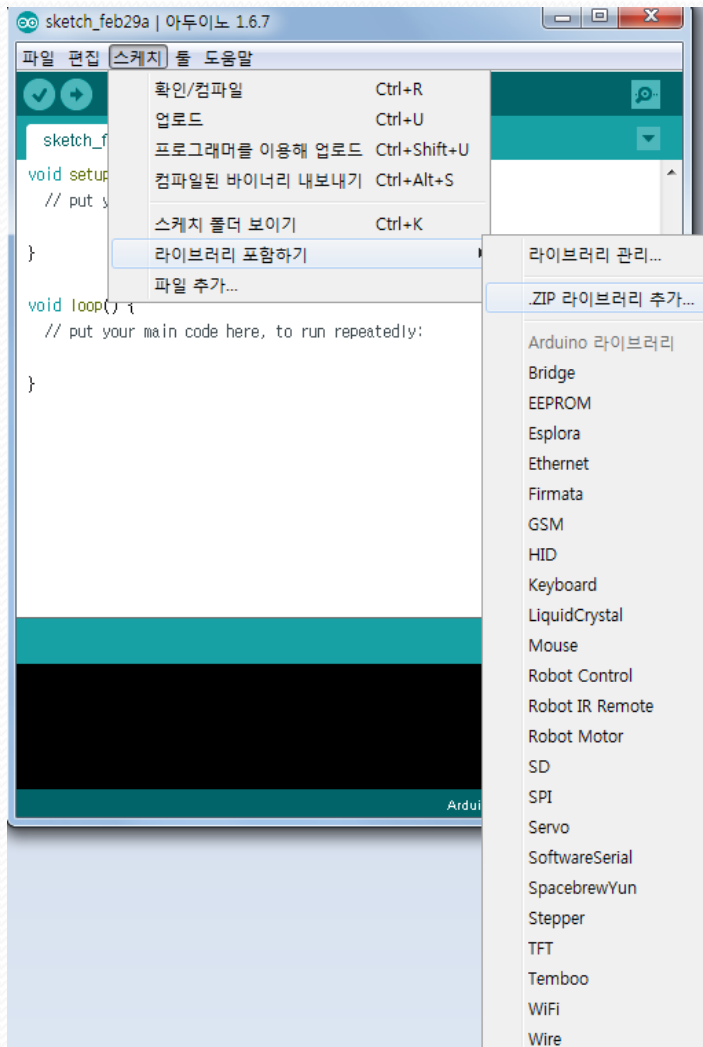 sketch_feb29a | 아두이노 1.6.7
파일 편집 스케치 툴 도움말
확인/컴파일 Ctrl+R
업로드 Ctrl+U
프로그래머를 이용해 업로드 Ctrl+Shift+U
컴파일된 바이너리 내보내기 Ctrl+Alt+S
스케치 폴더 보이기 Ctrl+K
라이브러리 포함하기
파일 추가...
sketch_f
void setup
// put y
}
void loop() {
// put your main code here, to run repeatedly:
}
Ardui
라이브러리 관리...
.ZIP 라이브러리 추가...
Arduino 라이브러리
Bridge
EEPROM
Esplora
Ethernet
Firmata
GSM
HID
Keyboard
LiquidCrystal
Mouse
Robot Control
Robot IR Remote
Robot Motor
SD
SPI
Servo
SoftwareSerial
SpacebrewYun
Stepper
TFT
Temboo
WiFi
Wire